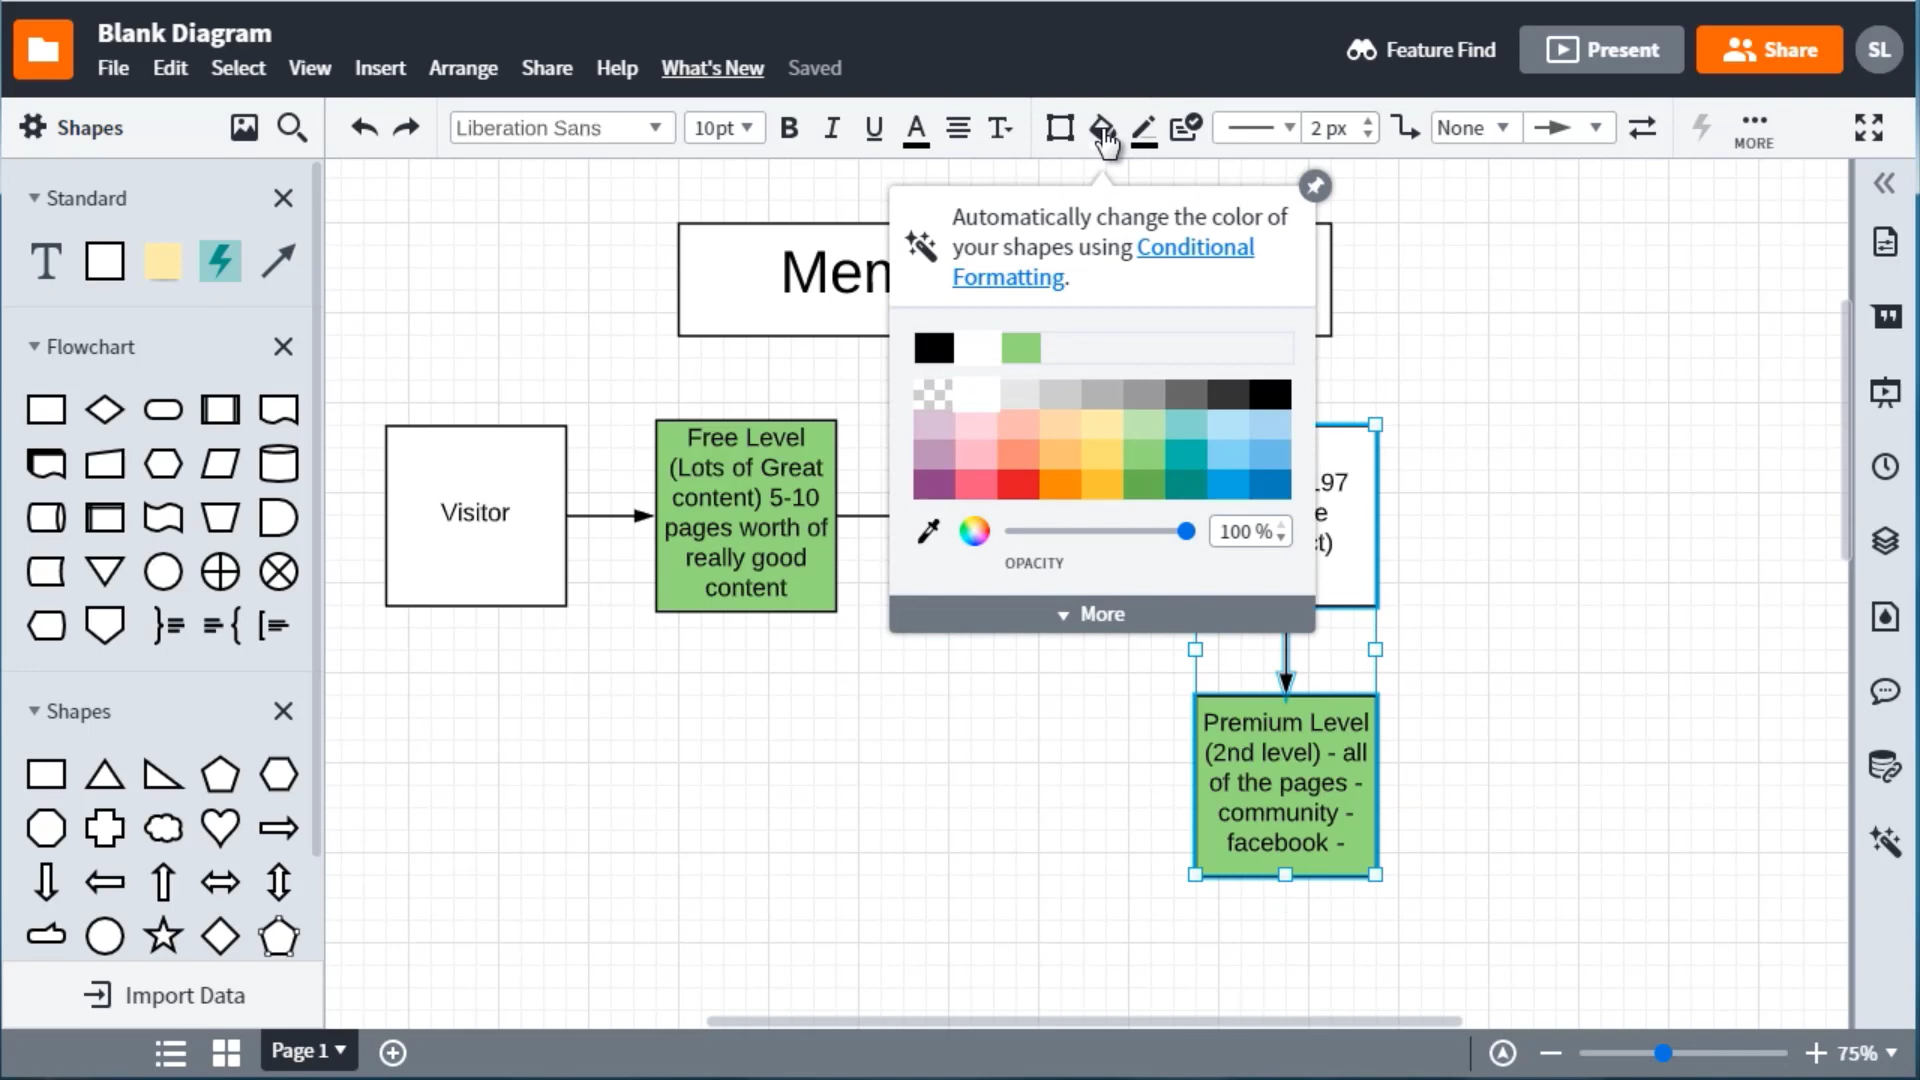 Blank Diagram
File Edit Select View Insert Arrange Share Help What's New Saved
Feature Find
Present
Share
SL
Shapes
Liberation Sans
10pt
B I U A T
2 px
None
MORE
Standard
T
Flowchart
Shapes
Import Data
Automatically change the color of
your shapes using Conditional
Formatting.
100 %
OPACITY
More
Visitor
Free Level
(Lots of Great
content) 5-10
pages worth of
really good
content
Premium Level
(2nd level) - all
of the pages -
community -
facebook -
Page 1
75%